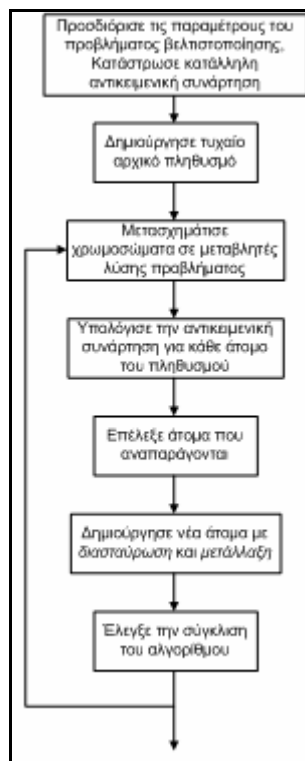 Προσδιόρισε τις παραμέτρους του
προβλήματος βελτιστοποίησης.
Κατάστρωσε κατάλληλη
αντικειμενική συνάρτηση
Δημιούργησε τυχαίο
αρχικό πληθυσμό
Μετασχημάτισε
χρωμοσώματα σε μεταβλητές
λύσης προβλήματος
Υπολόγισε την αντικειμενική
συνάρτηση για κάθε άτομο
του πληθυσμού
Επέλεξε άτομα που
αναπαράγονται
Δημιούργησε νέα άτομα με
διασταύρωση και μετάλλαξη
Έλεγξε την σύγκλιση
του αλγορίθμου